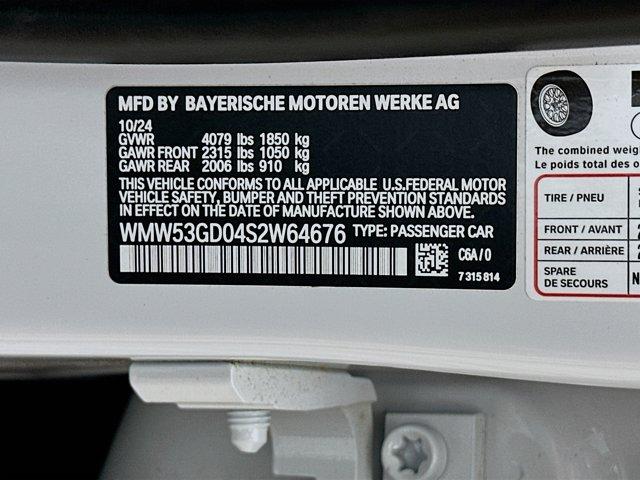 MFD BY BAYERISCHE MOTOREN WERKE AG
10/24
GVWR 4079 lbs 1850 kg
GAWR FRONT 2315 lbs 1050 kg
GAWR REAR 2006 lbs 910 kg
THIS VEHICLE CONFORMS TO ALL APPLICABLE U.S.FEDERAL MOTOR
VEHICLE SAFETY, BUMPER AND THEFT PREVENTION STANDARDS
IN EFFECT ON THE DATE OF MANUFACTURE SHOWN ABOVE.
WMW53GD04S2W64676 TYPE: PASSENGER CAR
C6A/0
7 315 814
The combined
Le poids total des
TIRE / PNEU
FRONT / AVANT
REAR / ARRIÈRE
SPARE
DE SECOURS